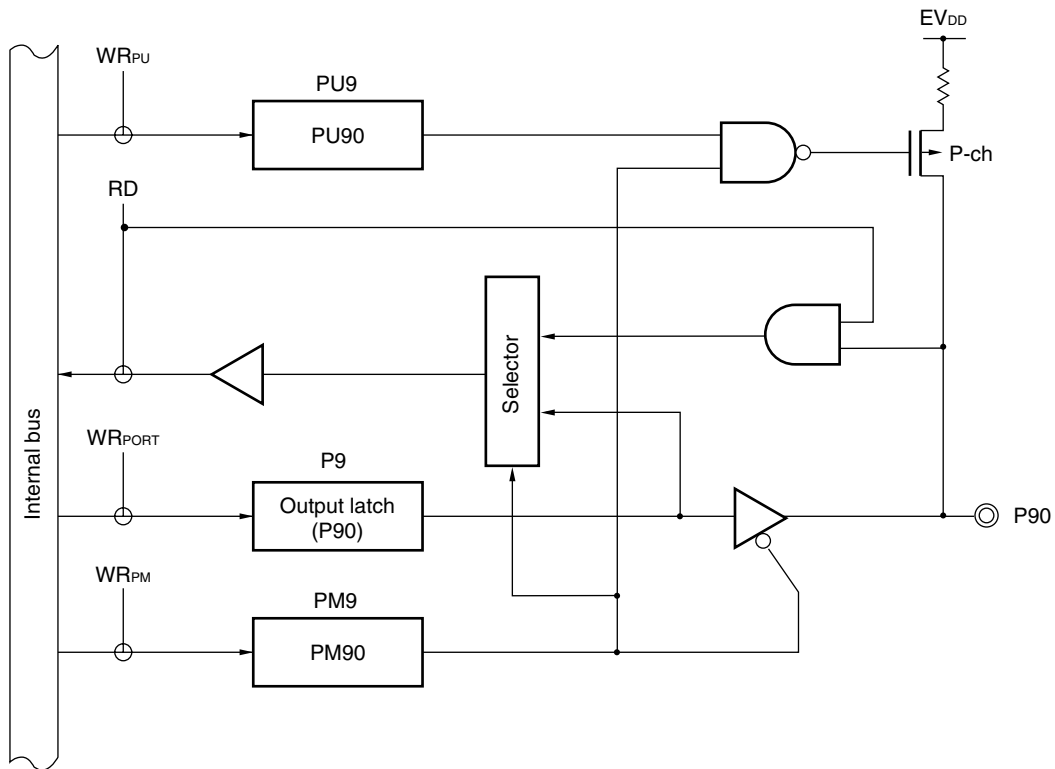 EVDD
WRPU
PU9
PU90
P-ch
RD
Selector
Internal bus
WRPORT
P9
Output latch
(P90)
P90
WRPM
PM9
PM90